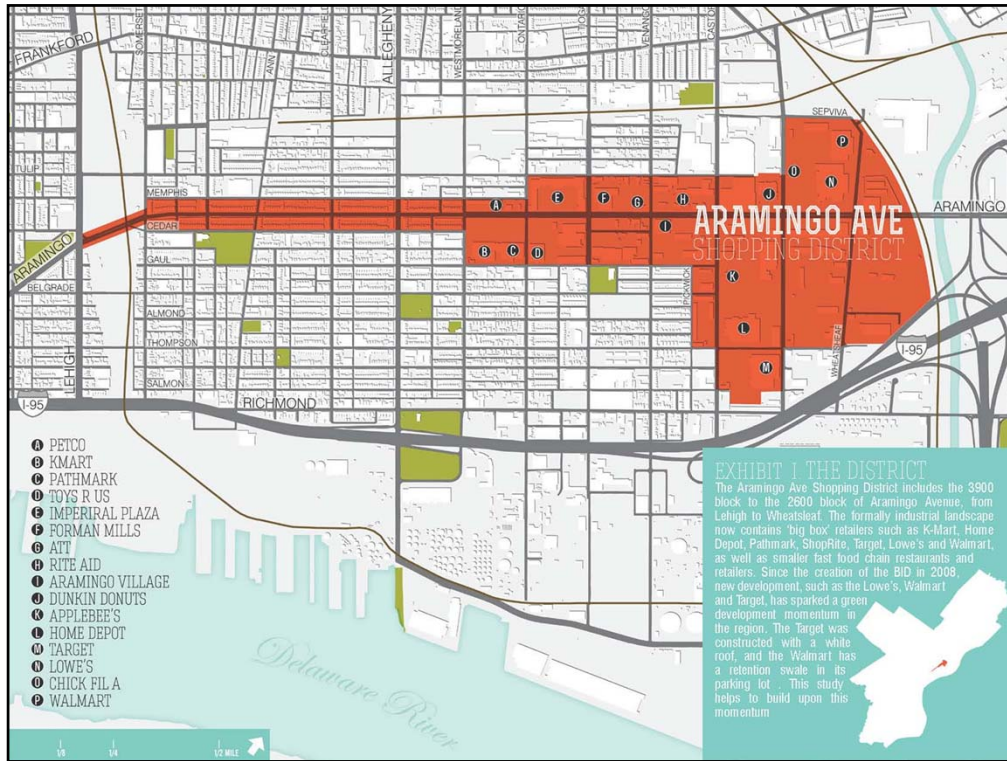 FRANKFORD
SOMERSET
ANN
CLEARFIELD
ALLEGHENY
WESTMORELAND
ONTARIO
TIOGA
VENANGO
CASTOR
TULIP
MEMPHIS
CEDAR
GAUL
ARAMINGO
BELGRADE
ALMOND
THOMPSON
SALMON
LEHIGH
I-95
RICHMOND
SEPVIVA
ARAMINGO
ARAMINGO AVE
SHOPPING DISTRICT
PICKWICK
WHEATSHEAF
I-95
A
B
C
D
E
F
G
H
I
J
K
L
M
N
O
P
A PETCO
B KMART
C PATHMARK
D TOYS R US
E IMPERIRAL PLAZA
F FORMAN MILLS
G ATT
H RITE AID
I ARAMINGO VILLAGE
J DUNKIN DONUTS
K APPLEBEE'S
L HOME DEPOT
M TARGET
N LOWE'S
O CHICK FIL A
P WALMART
Delaware River
1/8 1/4 1/2 MILE
EXHIBIT 1 THE DISTRICT
The Aramingo Ave Shopping District includes the 3900
block to the 2600 block of Aramingo Avenue, from
Lehigh to Wheatsleaf. The formally industrial landscape
now contains 'big box' retailers such as K-Mart, Home
Depot, Pathmark, ShopRite, Target, Lowe's and Walmart,
as well as smaller fast food chain restaurants and
retailers. Since the creation of the BID in 2008,
new development, such as the Lowe's, Walmart
and Target, has sparked a green
development momentum in
the region. The Target was
constructed with a white
roof, and the Walmart has
a retention swale in its
parking lot . This study
helps to build upon this
momentum